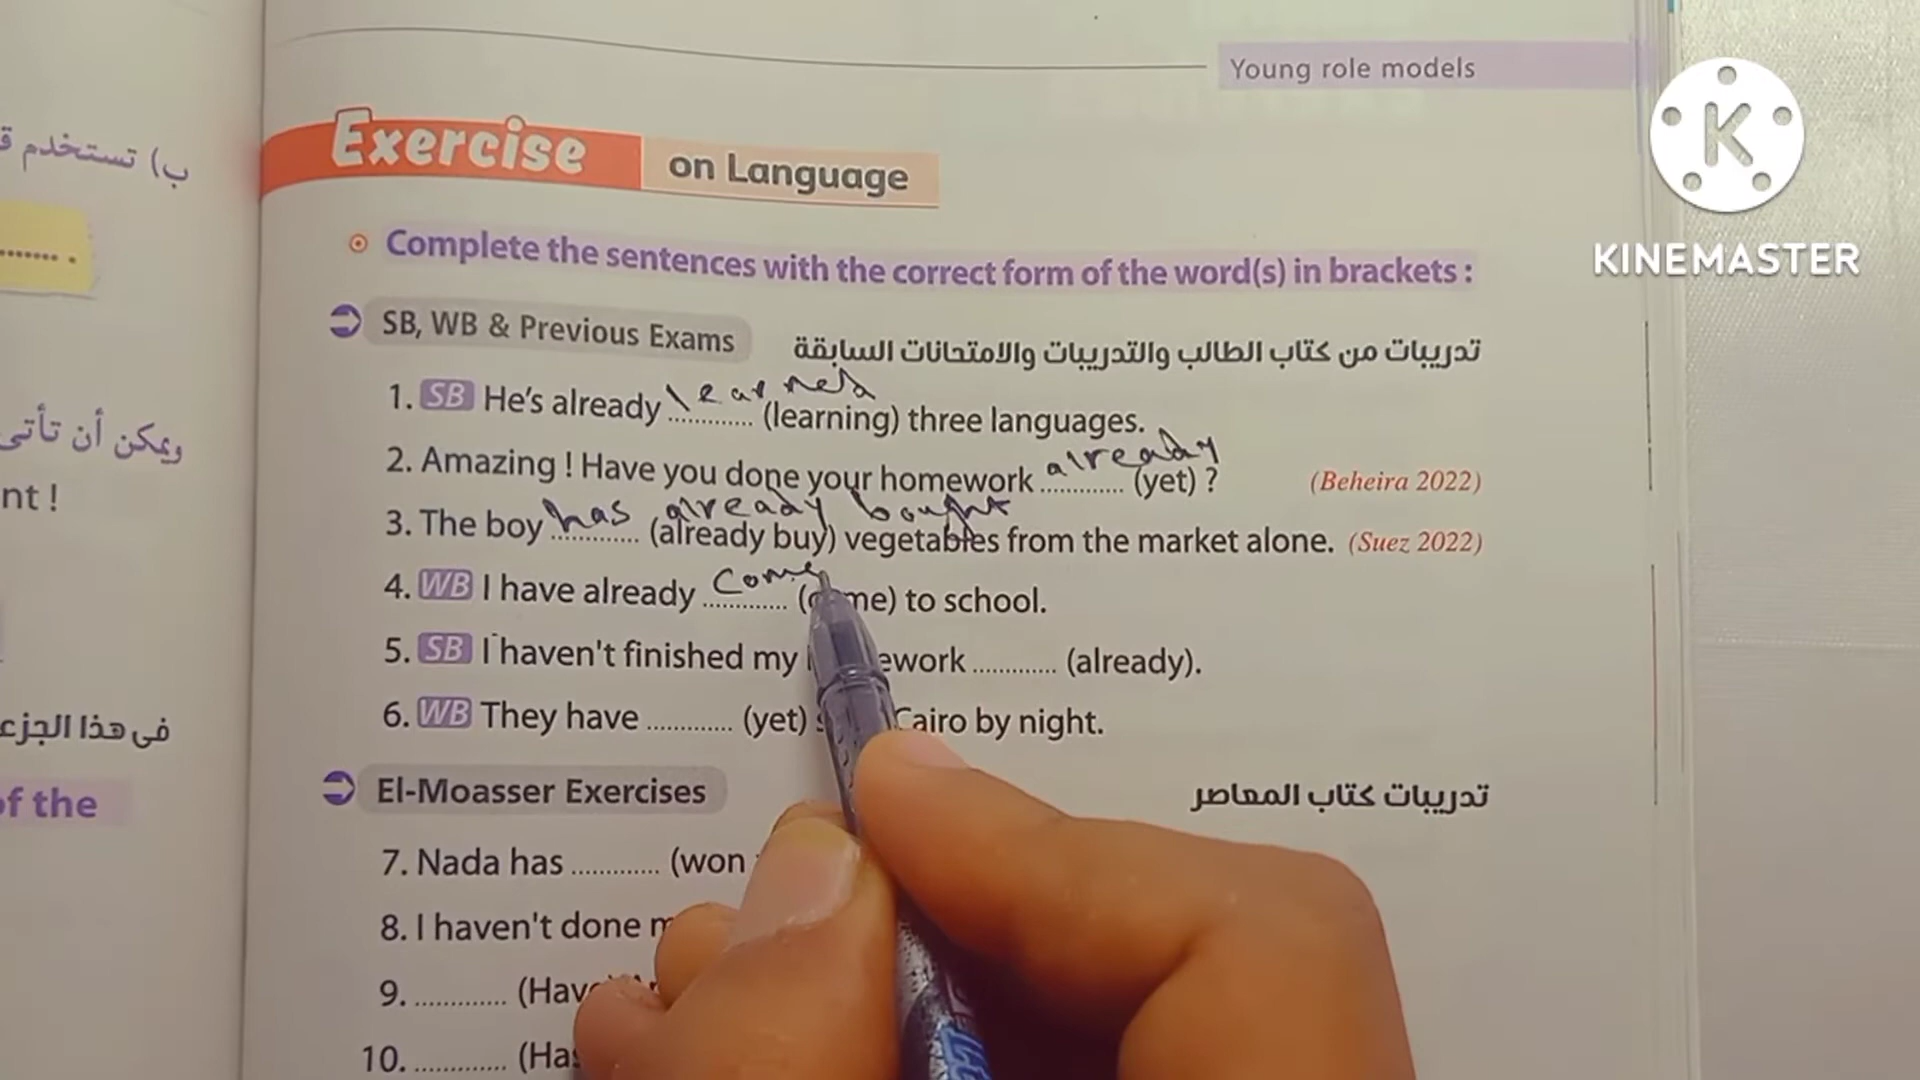 Young role models
K
KINEMASTER
ب) تستخدم
Exercise on Language
Complete the sentences with the correct form of the word(s) in brackets :
SB, WB & Previous Exams تدريبات من كتاب الطالب والتدريبات والامتحانات السابقة
1. SB He's already learned ............ (learning) three languages.
2. Amazing ! Have you done your homework already ............ (yet) ? (Beheira 2022)
3. The boy has already bought ............ (already buy) vegetables from the market alone. (Suez 2022)
4. WB I have already come ............ to school.
5. SB I haven't finished my ............ (already).
6. WB They have ............ (yet) Cairo by night.
El-Moasser Exercises تدريبات كتاب المعاصر
7. Nada has ............ (won
8. I haven't done
9. ............
10. ............
ويمكن أن تأتى
nt !
فى هذا الجزء
of the